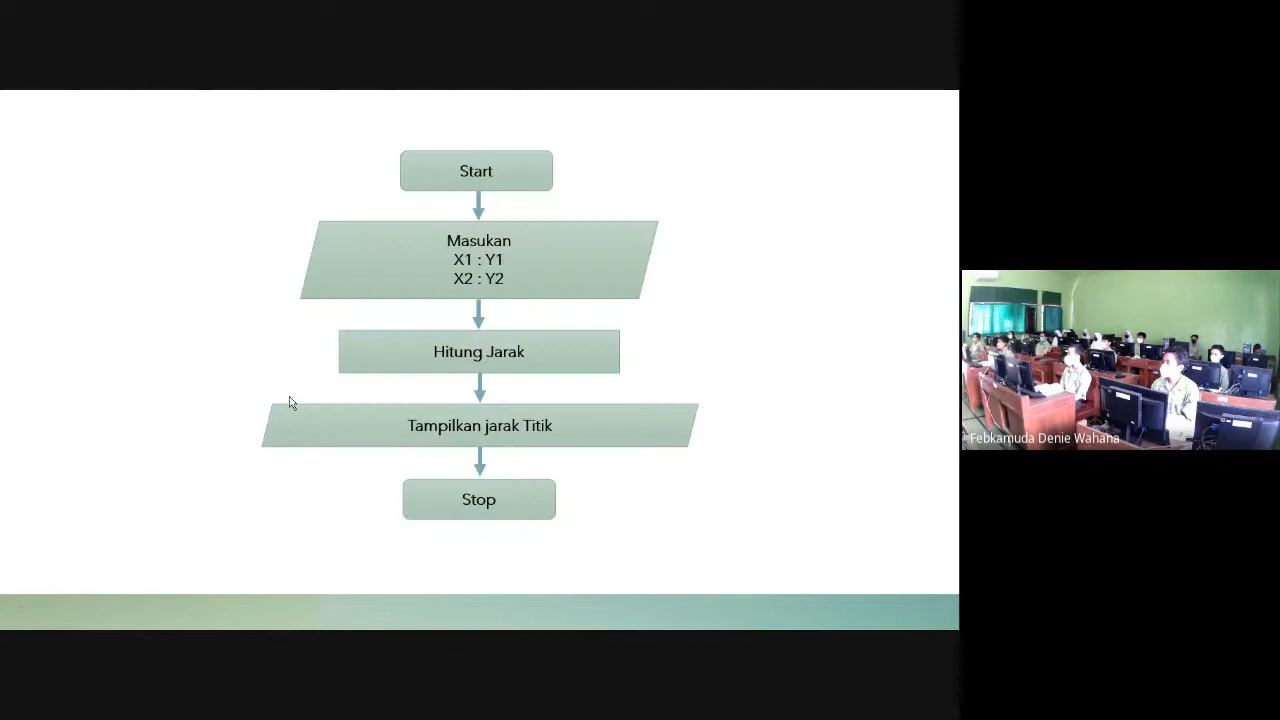 Start
Masukan
X1 : Y1
X2 : Y2
Hitung Jarak
Tampilkan jarak Titik
Stop
Febkamuda Denie Wahana